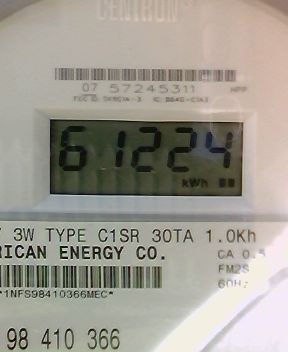 CENTRON
07 57245311 HPP
61224
kWh
3W TYPE C1SR 30TA 1.0Kh
RICAN ENERGY CO. CA 0.5
FM2S
60Hz
*1NFS98410366MEC*
98 410 366